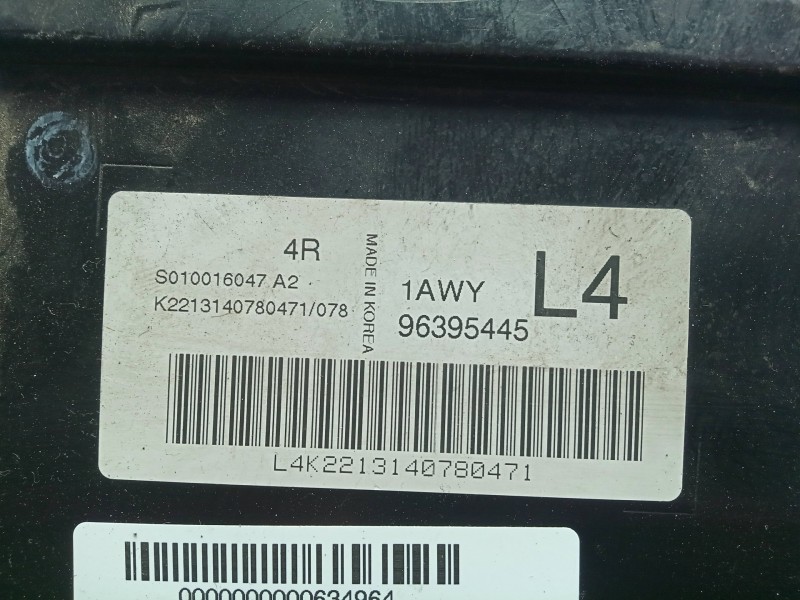 4R
S010016047 A2
K2213140780471/078
MADE IN KOREA
1AWY
96395445
L4
L4K2213140780471
0000000000634964